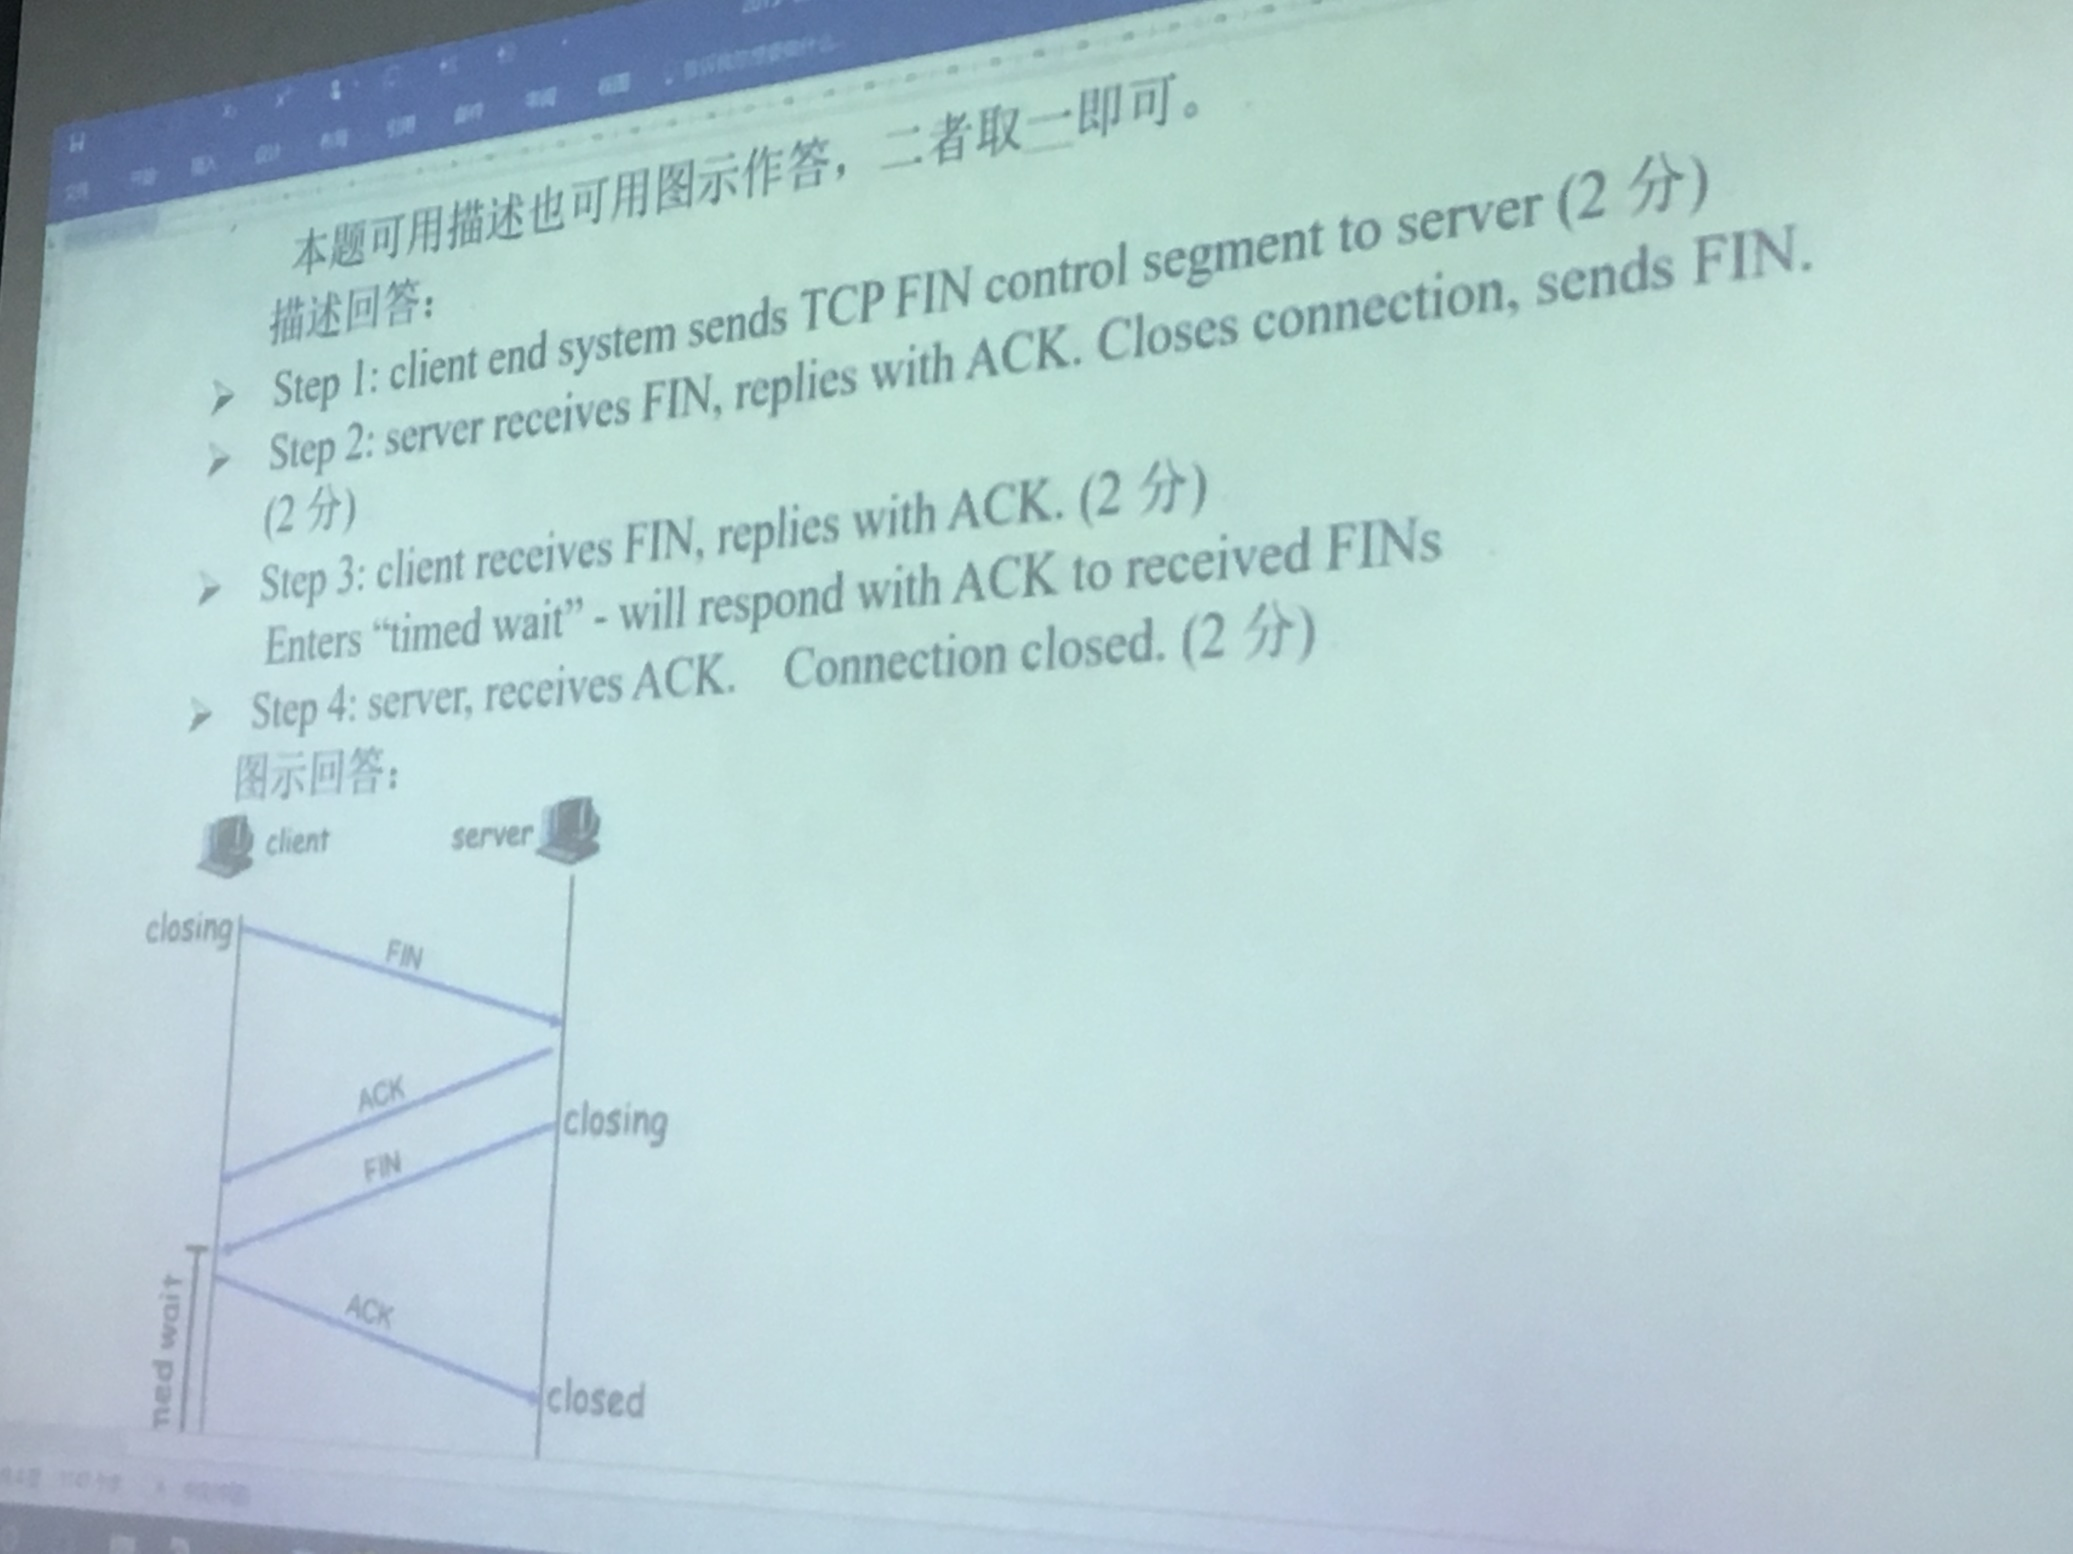 本题可用描述也可用图示作答，二者取一即可。
描述回答：
➢ Step 1: client end system sends TCP FIN control segment to server (2 分)
➢ Step 2: server receives FIN, replies with ACK. Closes connection, sends FIN.
(2 分)
➢ Step 3: client receives FIN, replies with ACK. (2 分)
Enters “timed wait” - will respond with ACK to received FINs
➢ Step 4: server, receives ACK. Connection closed. (2 分)
图示回答：
client
server
closing
FIN
ACK
closing
FIN
ACK
wait
closed